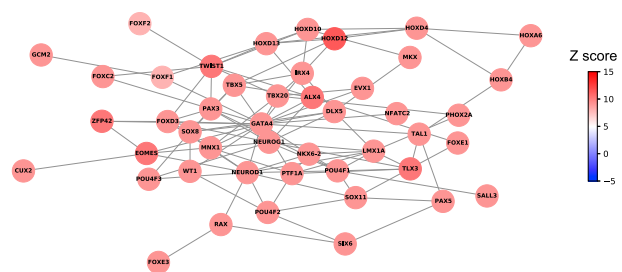 FOXF2
HOXD10
HOXD4
HOXA6
HOXD13
HOXD12
GCM2
MKX
Z score
TWIST1
IRX4
FOXC2
FOXF1
HOXB4
TBX5
EVX1
TBX20
ALX4
15
10
5
0
−5
PAX3
DLX5
NFATC2
PHOX2A
ZFP42
FOXD3
GATA4
SOX8
TAL1
NEUROG1
FOXE1
MNX1
EOMES
NKX6-2
LMX1A
CUX2
WT1
POU4F3
NEUROD1
PTF1A
POU4F1
TLX3
SOX11
SALL3
PAX5
POU4F2
RAX
SIX6
FOXE3